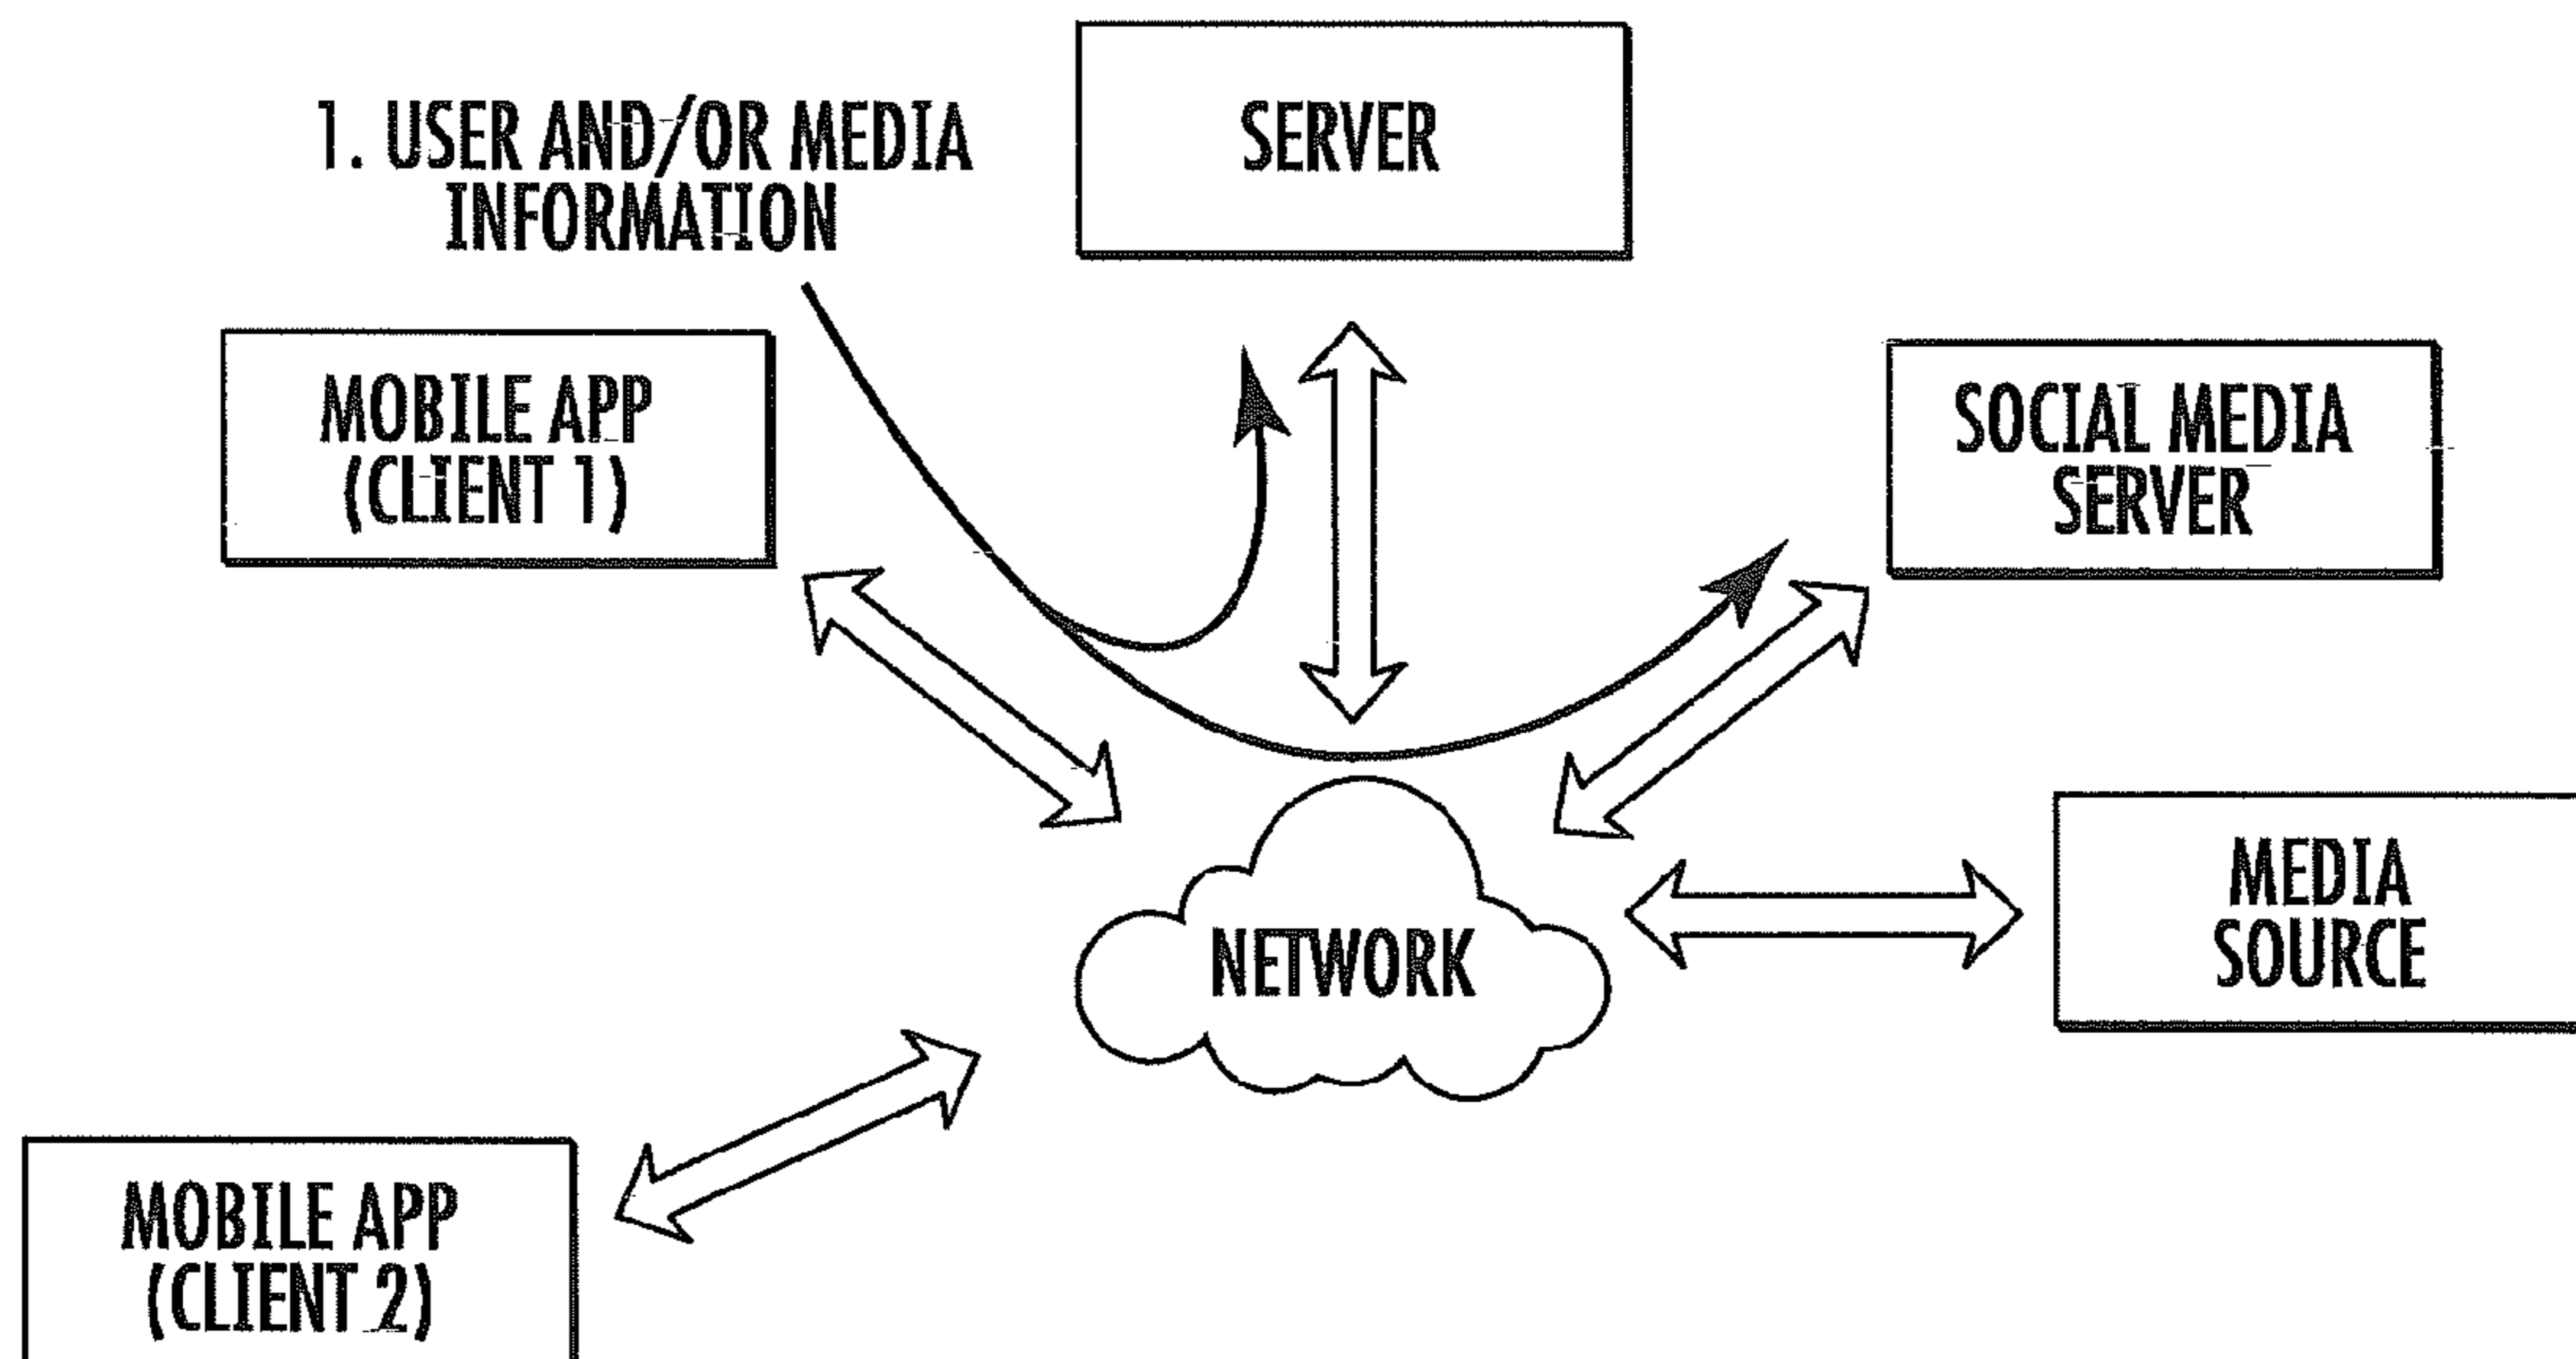 1. USER AND/OR MEDIA
INFORMATION
SERVER
MOBILE APP
(CLIENT 1)
SOCIAL MEDIA
SERVER
MEDIA
SOURCE
NETWORK
MOBILE APP
(CLIENT 2)